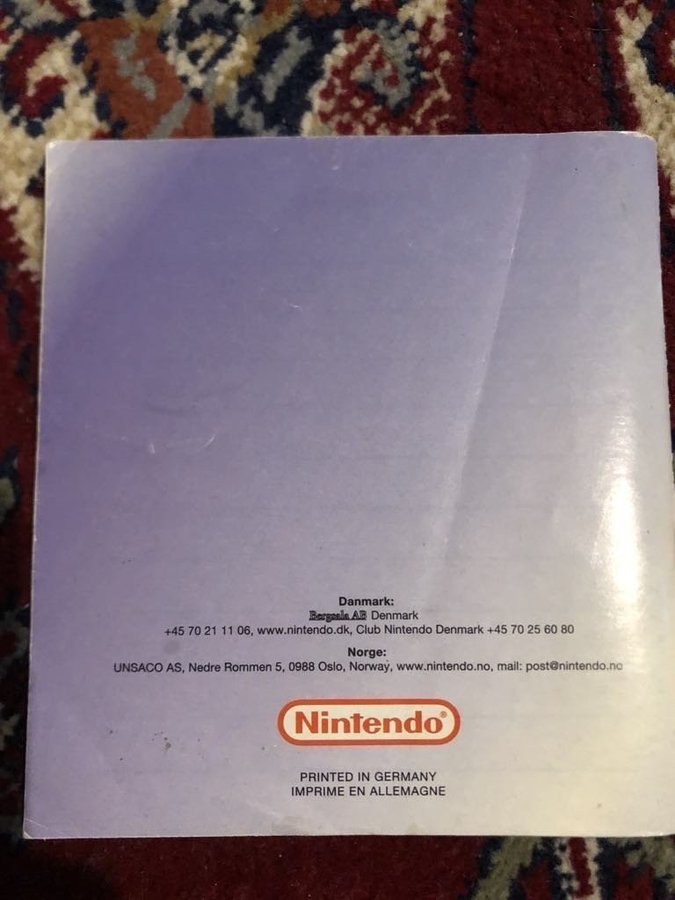 Danmark:
Bergsala AB Denmark
+45 70 21 11 06, www.nintendo.dk, Club Nintendo Denmark +45 70 25 60 80
Norge:
UNSACO AS, Nedre Rommen 5, 0988 Oslo, Norway, www.nintendo.no, mail: post@nintendo.no
Nintendo®
PRINTED IN GERMANY
IMPRIME EN ALLEMAGNE